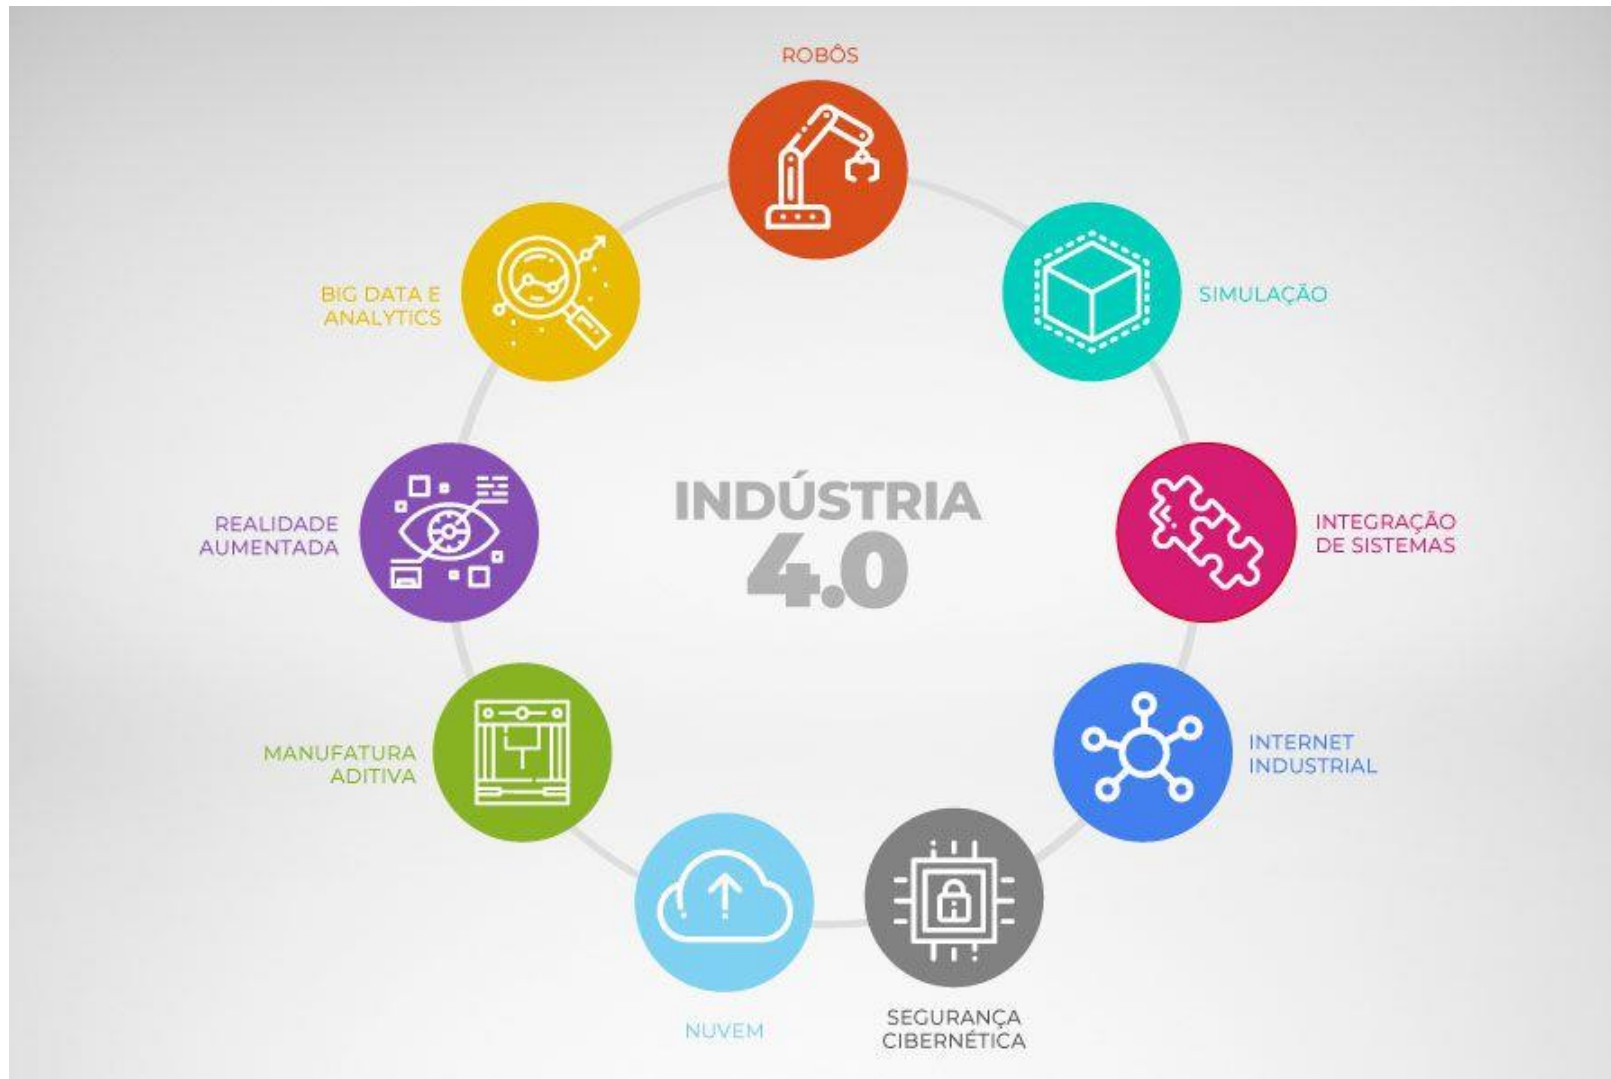 ROBÔS
SIMULAÇÃO
INTEGRAÇÃO
DE SISTEMAS
INTERNET
INDUSTRIAL
SEGURANÇA
CIBERNÉTICA
NUVEM
MANUFATURA
ADITIVA
REALIDADE
AUMENTADA
BIG DATA E
ANALYTICS
INDÚSTRIA
4.0